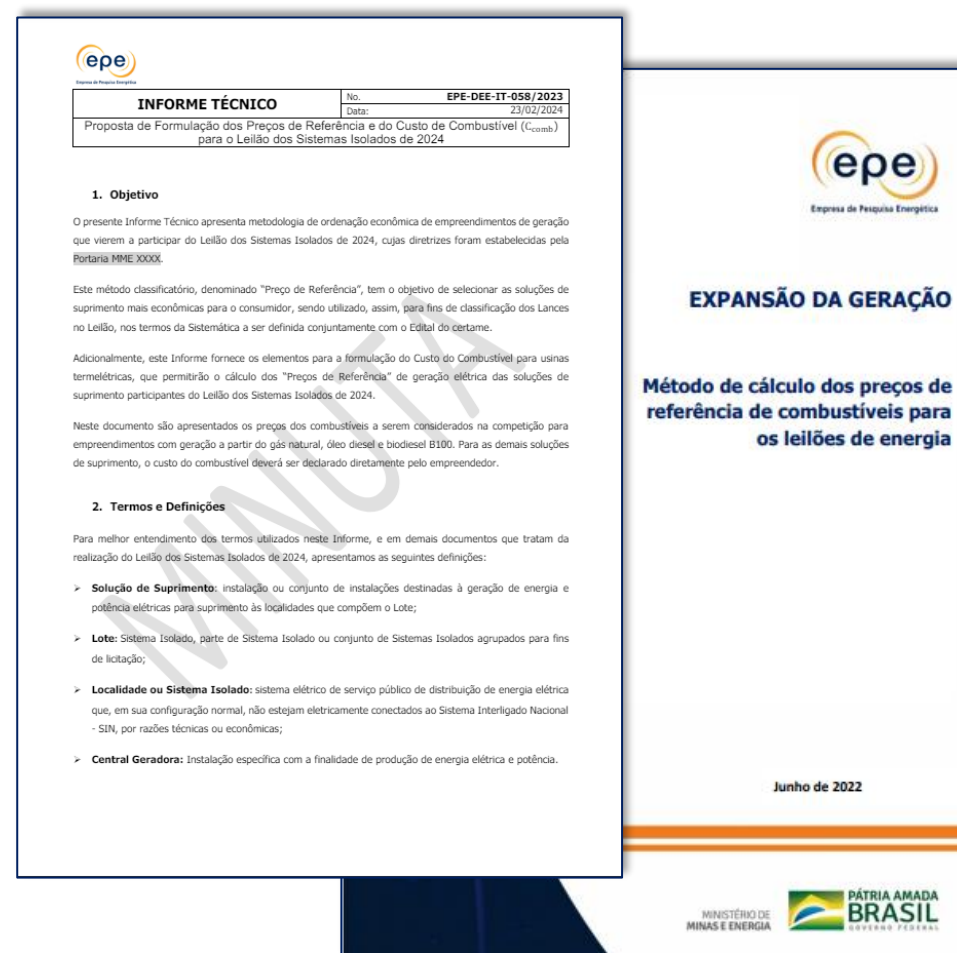 epe
Empresa de Pesquisa Energética
INFORME TÉCNICO
No. EPE-DEE-IT-058/2023
Data: 23/02/2024
Proposta de Formulação dos Preços de Referência e do Custo de Combustível (C_comb)
para o Leilão dos Sistemas Isolados de 2024
1. Objetivo
O presente Informe Técnico apresenta metodologia de ordenação econômica de empreendimentos de geração
que vierem a participar do Leilão dos Sistemas Isolados de 2024, cujas diretrizes foram estabelecidas pela
Portaria MME XXXX.
Este método classificatório, denominado “Preço de Referência”, tem o objetivo de selecionar as soluções de
suprimento mais econômicas para o consumidor, sendo utilizado, assim, para fins de classificação dos Lances
no Leilão, nos termos da Sistemática a ser definida conjuntamente com o Edital do certame.
Adicionalmente, este Informe fornece os elementos para a formulação do Custo do Combustível para usinas
termelétricas, que permitirão o cálculo dos “Preços de Referência” de geração elétrica das soluções de
suprimento participantes do Leilão dos Sistemas Isolados de 2024.
Neste documento são apresentados os preços dos combustíveis a serem considerados na competição para
empreendimentos com geração a partir do gás natural, óleo diesel e biodiesel B100. Para as demais soluções
de suprimento, o custo do combustível deverá ser declarado diretamente pelo empreendedor.
2. Termos e Definições
Para melhor entendimento dos termos utilizados neste Informe, e em demais documentos que tratam da
realização do Leilão dos Sistemas Isolados de 2024, apresentamos as seguintes definições:
➢ Solução de Suprimento: instalação ou conjunto de instalações destinadas à geração de energia e
potência elétricas para suprimento às localidades que compõem o Lote;
➢ Lote: Sistema Isolado, parte de Sistema Isolado ou conjunto de Sistemas Isolados agrupados para fins
de licitação;
➢ Localidade ou Sistema Isolado: sistema elétrico de serviço público de distribuição de energia elétrica
que, em sua configuração normal, não estejam eletricamente conectados ao Sistema Interligado Nacional
- SIN, por razões técnicas ou econômicas;
➢ Central Geradora: Instalação específica com a finalidade de produção de energia elétrica e potência.
MINUTA
epe
Empresa de Pesquisa Energética
EXPANSÃO DA GERAÇÃO
Método de cálculo dos preços de
referência de combustíveis para
os leilões de energia
Junho de 2022
MINISTÉRIO DE
MINAS E ENERGIA
PÁTRIA AMADA
BRASIL
GOVERNO FEDERAL